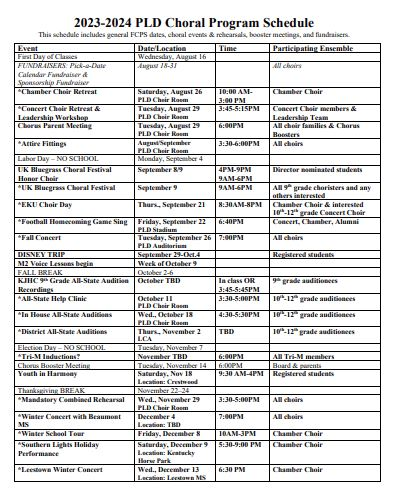 2023-2024 PLD Choral Program Schedule
This schedule includes general FCPS dates, choral events & rehearsals, booster meetings, and fundraisers.
Event Date/Location Time Participating Ensemble
First Day of Classes Wednesday, August 16
FUNDRAISERS: Pick-a-Date August 18-31 All choirs
Calendar Fundraiser &
Sponsorship Fundraiser
*Chamber Choir Retreat Saturday, August 26 10:00 AM- Chamber Choir
PLD Choir Room 3:00 PM
*Concert Choir Retreat & Tuesday, August 29 3:45-5:15PM Concert Choir members &
Leadership Workshop PLD Choir Room Leadership Team
Chorus Parent Meeting Tuesday, August 29 6:00PM All choir families & Chorus
PLD Choir Room Boosters
*Attire Fittings August/September 3:30-6:00PM All choirs
PLD Choir Room
Labor Day – NO SCHOOL Monday, September 4
UK Bluegrass Choral Festival September 8/9 4PM-9PM Director nominated students
Honor Choir 9AM-6PM
*UK Bluegrass Choral Festival September 9 9AM-6PM All 9th grade choristers and any
others interested
*EKU Choir Day Thurs., September 21 8:30AM-8PM Chamber Choir & interested
10th-12th grade Concert Choir
*Football Homecoming Game Sing Friday, September 22 6:40PM Concert, Chamber, Alumni
PLD Stadium
*Fall Concert Tuesday, September 26 7:00PM All choirs
PLD Auditorium
DISNEY TRIP September 29-Oct.4 Registered students
M2 Voice Lessons begin Week of October 9
FALL BREAK October 2-6
KJHC 9th Grade All-State Audition October TBD In class OR 9th grade auditionees
Recordings 3:45-5:45PM
*All-State Help Clinic October 11 3:30-5:00PM 10th-12th grade auditionees
PLD Choir Room
*In House All-State Auditions Wed., October 18 4:30-5:30PM 10th-12th grade auditionees
PLD Choir Room
*District All-State Auditions Thurs., November 2 TBD 10th-12th grade auditionees
LCA
Election Day – NO SCHOOL Tuesday, November 7
*Tri-M Inductions? November TBD 6:00PM All Tri-M members
Chorus Booster Meeting Tuesday, November 14 6:00PM Board & parents
Youth in Harmony Saturday, Nov 18 9:30 AM-4PM Registered students
Location: Crestwood
Thanksgiving BREAK November 22–24
*Mandatory Combined Rehearsal Wed., November 29 3:30-5:00PM All choirs
PLD Choir Room
*Winter Concert with Beaumont December 4 7:00PM All choirs
MS Location: TBD
*Winter School Tour Friday, December 8 10AM-3PM Chamber Choir
*Southern Lights Holiday Saturday, December 9 5:30-9:00 PM Chamber Choir
Performance Location: Kentucky
Horse Park
*Leestown Winter Concert Wed., December 13 6:30 PM Chamber Choir
Location: Leestown MS